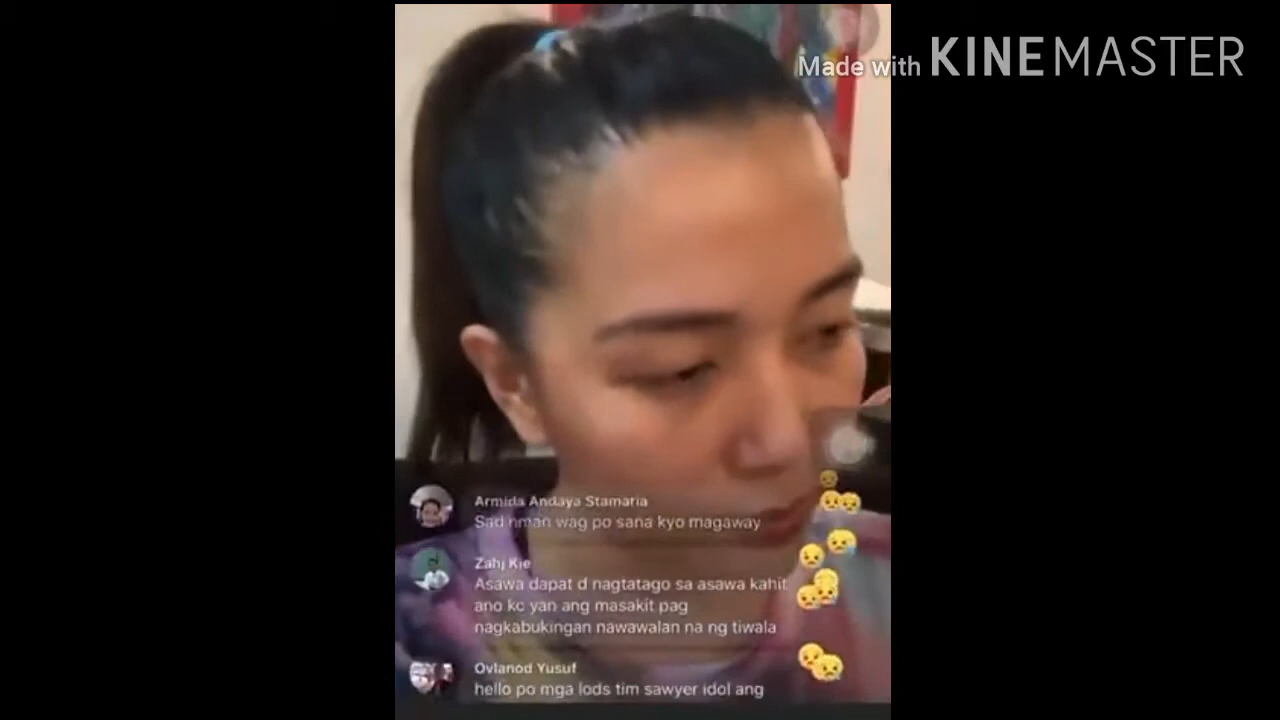 Made with KINEMASTER
Armida Andaya Stamaria
Sad nman wag po sana kyo magaway
Zahj Kie
Asawa dapat d nagtatago sa asawa kahit
ano kc yan ang masakit pag
nagkabukingan nawawalan na ng tiwala
Ovlanod Yusuf
hello po mga lods tim sawyer idol ang